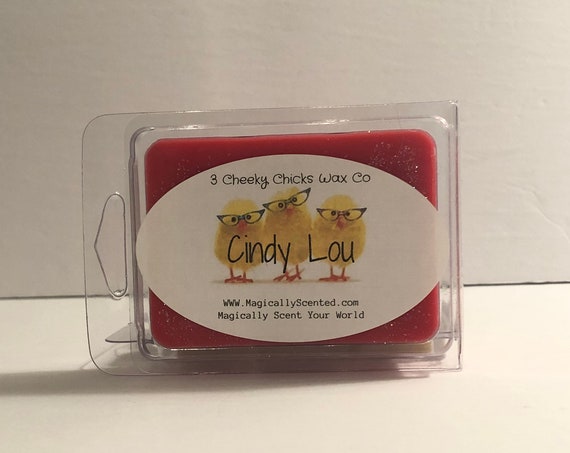 3 Cheeky Chicks Wax Co
Cindy Lou
WWW.MagicallyScented.com
Magically Scent Your World